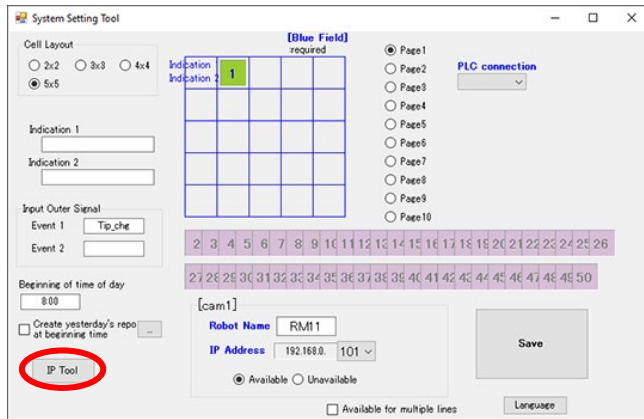 System Setting Tool
[Blue Field]
:required
Cell Layout
2x2
3x3
4x4
5x5
Indication 1
Indication 2
1
Page1
Page2
Page3
Page4
Page5
Page6
Page7
Page8
Page9
Page10
PLC connection
Indication 1
Indication 2
Input Outer Signal
Event 1
Tip_chg
Event 2
2 3 4 5 6 7 8 9 10 11 12 13 14 15 16 17 18 19 20 21 22 23 24 25 26
27 28 29 30 31 32 33 34 35 36 37 38 39 40 41 42 43 44 45 46 47 48 49 50
Beginning of time of day
8:00
Create yesterday's repo
at beginning time
...
IP Tool
[cam1]
Robot Name
RM11
IP Address
192.168.0.
101
Available
Unavailable
Save
Available for multiple lines
Language